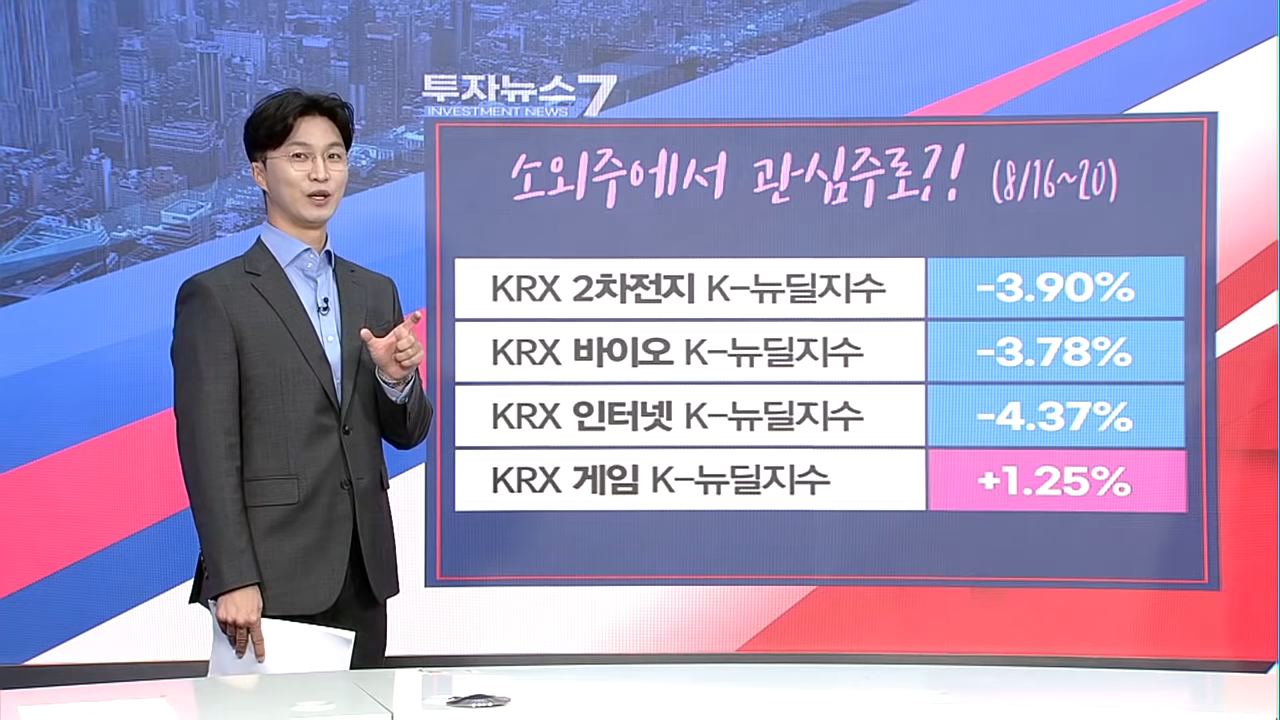 투자뉴스7
INVESTMENT NEWS
소외주에서 관심주로?! (8/16~20)
KRX 2차전지 K-뉴딜지수 -3.90%
KRX 바이오 K-뉴딜지수 -3.78%
KRX 인터넷 K-뉴딜지수 -4.37%
KRX 게임 K-뉴딜지수 +1.25%